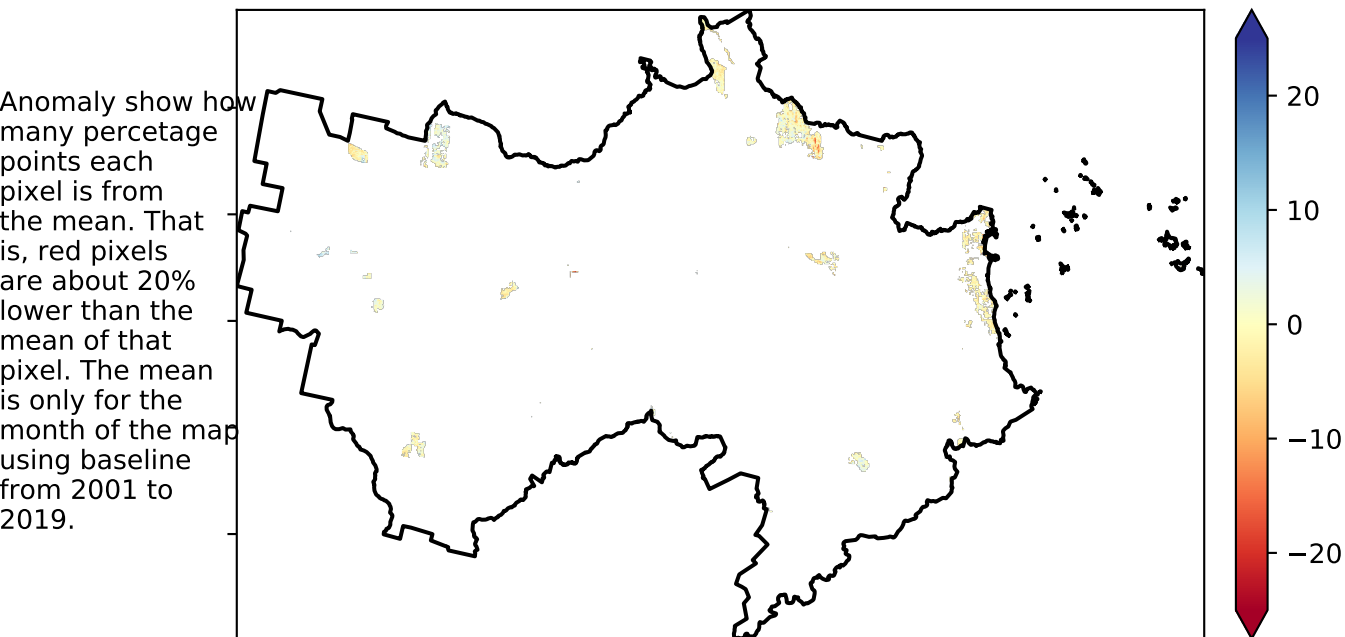 Anomaly show how
many percetage
points each
pixel is from
the mean. That
is, red pixels
are about 20%
lower than the
mean of that
pixel. The mean
is only for the
month of the map
using baseline
from 2001 to
2019.
20
10
0
−10
−20